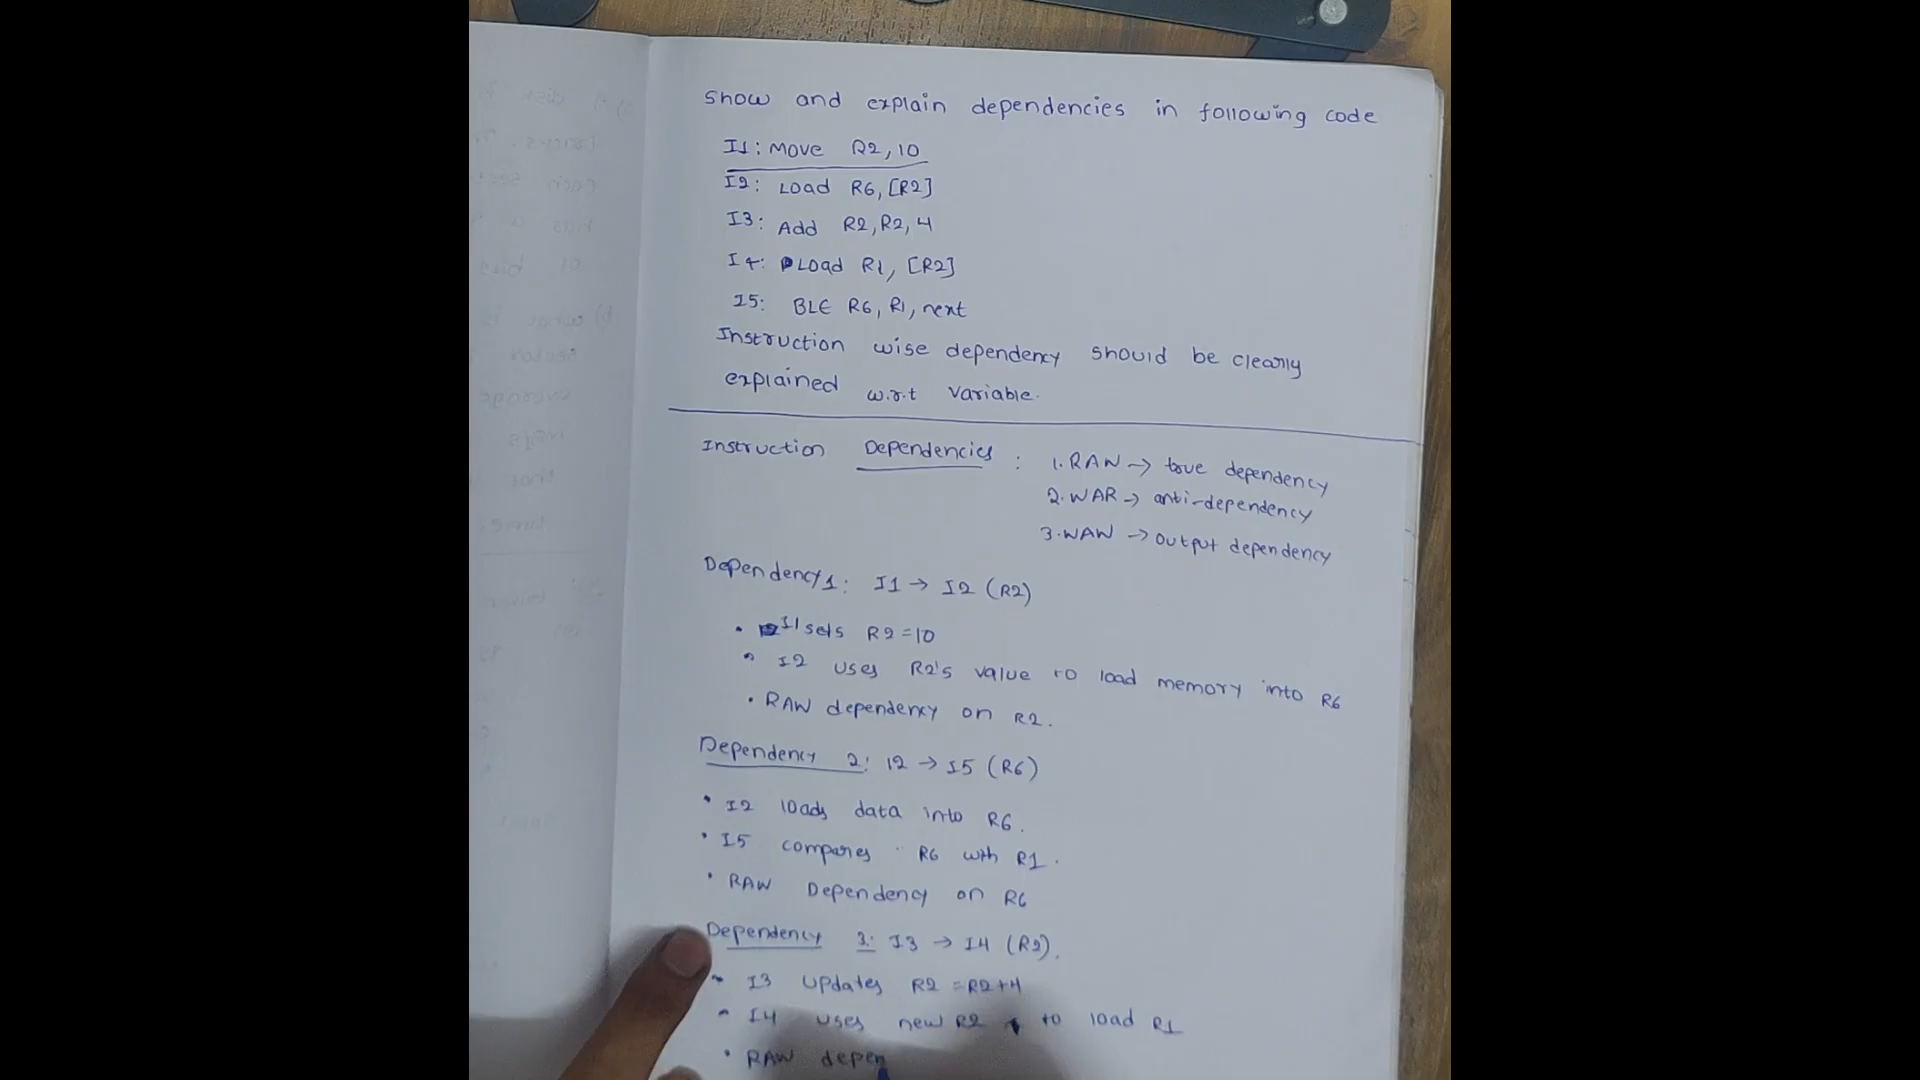 Show and explain dependencies in following code
I1: Move R2, 10
I2: Load R6, [R2]
I3: Add R2, R2, 4
I4: Load R1, [R2]
I5: BLE R6, R1, next
Instruction wise dependency should be clearly
explained w.r.t variable.
Instruction Dependencies : 1. RAW → true dependency
2. WAR → anti-dependency
3. WAW → output dependency
Dependency 1: I1 → I2 (R2)
• I1 sets R2 = 10
• I2 uses R2's value to load memory into R6
• RAW dependency on R2.
Dependency 2: I2 → I5 (R6)
• I2 loads data into R6.
• I5 compares R6 with R1.
• RAW Dependency on R6
Dependency 3: I3 → I4 (R2).
• I3 updates R2 = R2+4
• I4 uses new R2 to load R1
• RAW depen